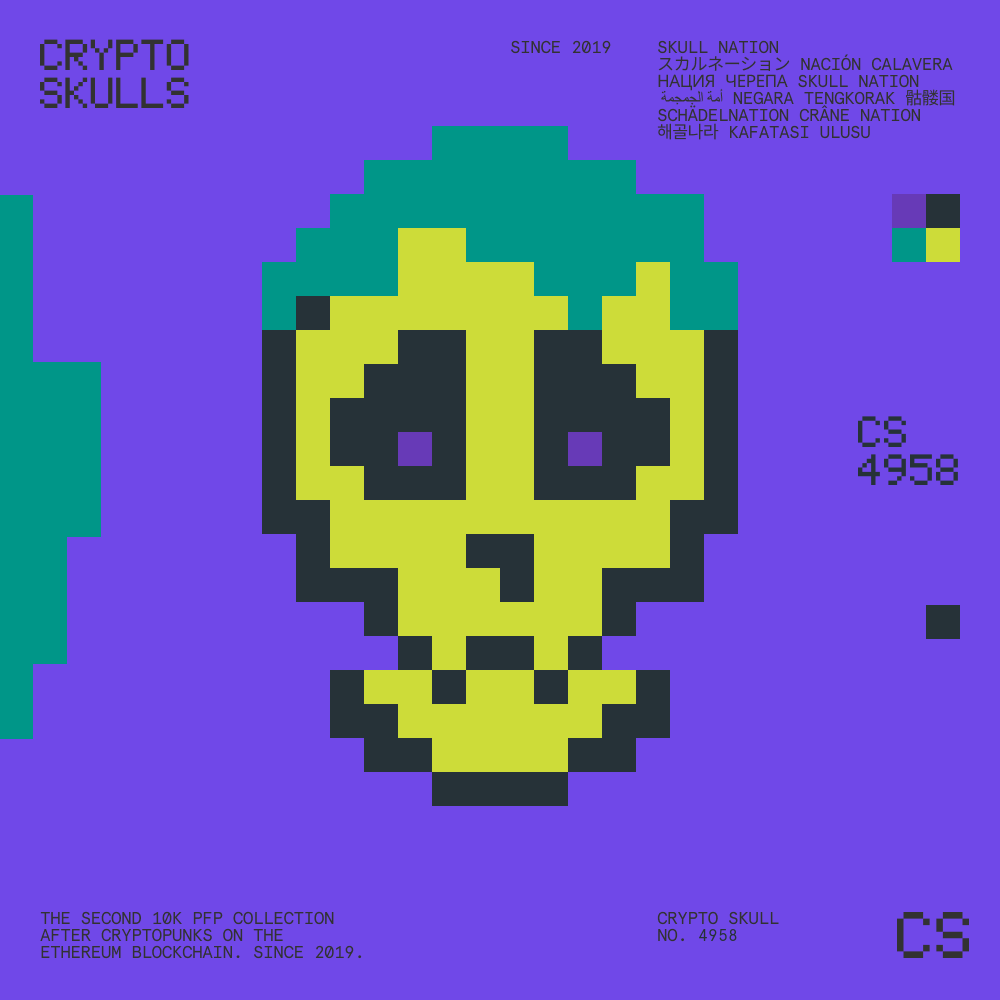 CRYPTO
SKULLS
SINCE 2019
SKULL NATION
スカルネーション NACIÓN CALAVERA
НАЦИЯ ЧЕРЕПА SKULL NATION
أمة الجمجمة NEGARA TENGKORAK 骷髅国
SCHÄDELNATION CRÂNE NATION
해골나라 KAFATASI ULUSU
CS
4958
THE SECOND 10K PFP COLLECTION
AFTER CRYPTOPUNKS ON THE
ETHEREUM BLOCKCHAIN. SINCE 2019.
CRYPTO SKULL
NO. 4958
CS